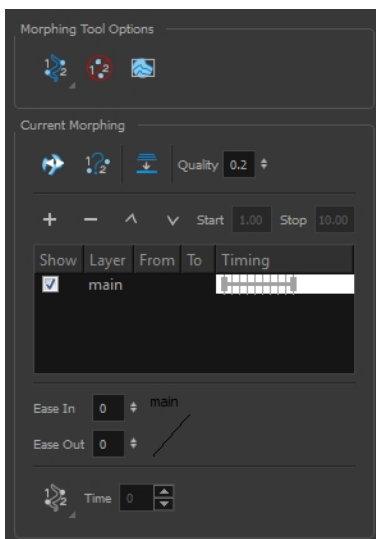 Morphing Tool Options
Current Morphing
Quality 0.2
Start 1.00 Stop 10.00
Show Layer From To Timing
main
Ease In 0 main
Ease Out 0
Time 0